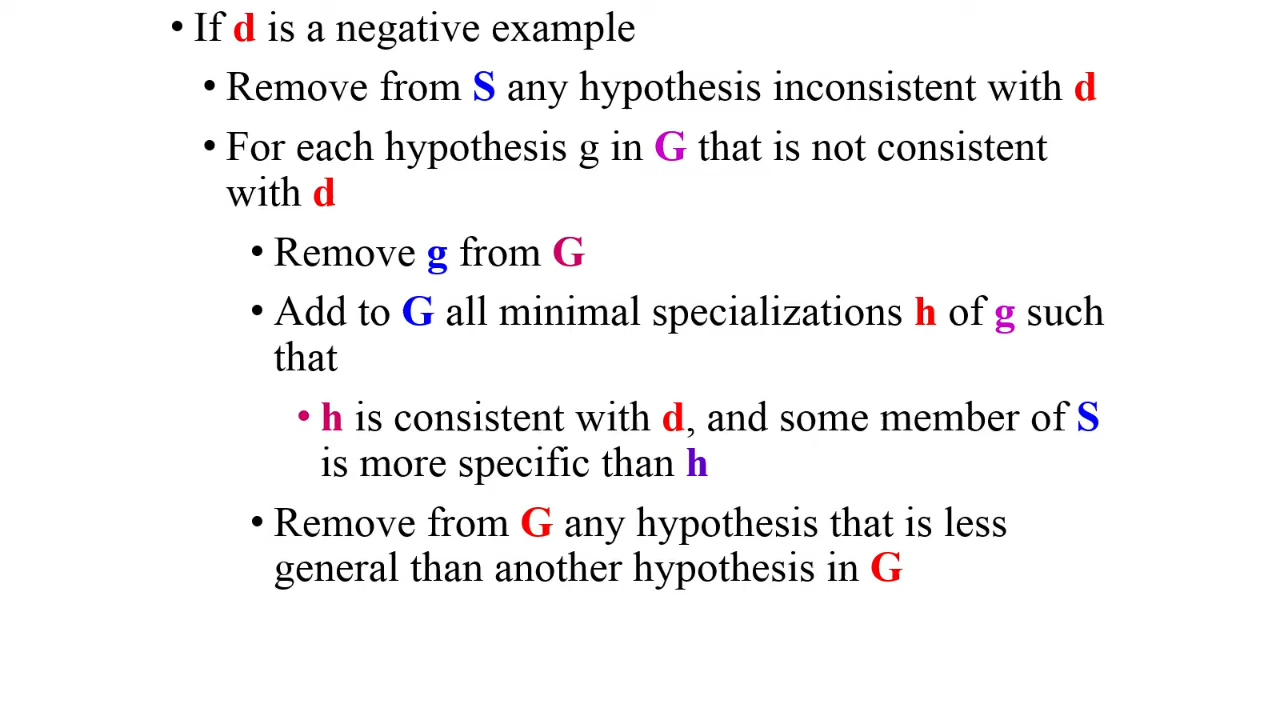 • If d is a negative example
• Remove from S any hypothesis inconsistent with d
• For each hypothesis g in G that is not consistent
with d
• Remove g from G
• Add to G all minimal specializations h of g such
that
• h is consistent with d, and some member of S
is more specific than h
• Remove from G any hypothesis that is less
general than another hypothesis in G